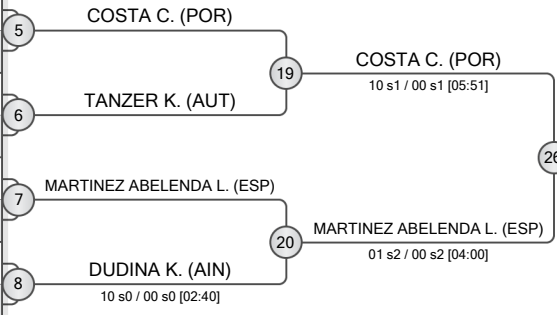 5
COSTA C. (POR)
19
COSTA C. (POR)
10 s1 / 00 s1 [05:51]
6
TANZER K. (AUT)
26
7
MARTINEZ ABELENDA L. (ESP)
20
MARTINEZ ABELENDA L. (ESP)
01 s2 / 00 s2 [04:00]
8
DUDINA K. (AIN)
10 s0 / 00 s0 [02:40]